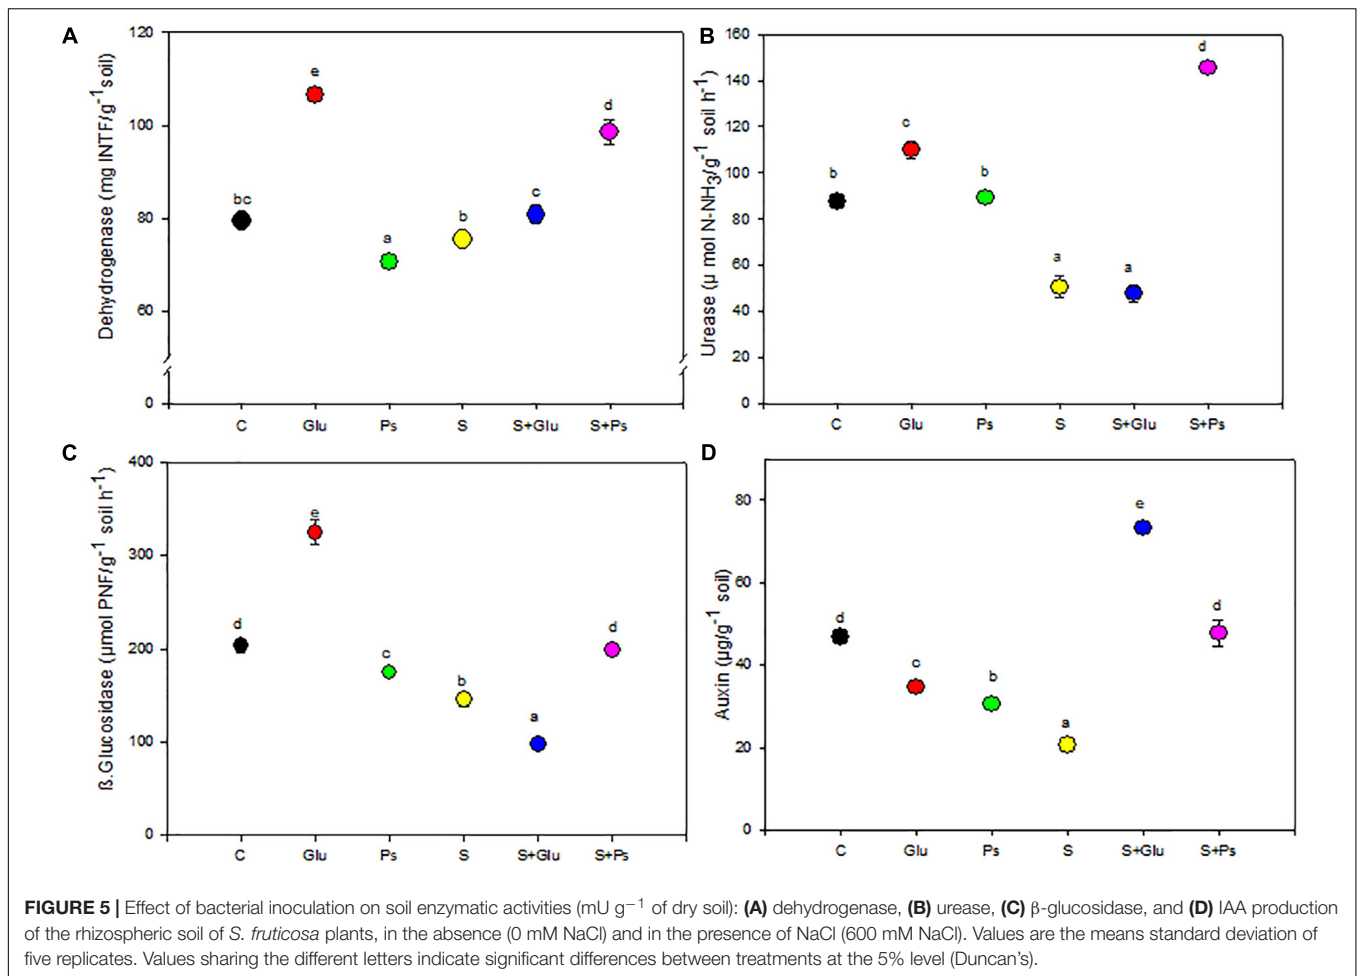 A
Dehydrogenase (mg INTF/g-1soil)
120
100
80
60
0
bc
e
a
b
c
d
C Glu Ps S S+Glu S+Ps
B
Urease (µ mol N-NH3/g-1 soil h-1)
160
140
120
100
80
60
40
20
0
b
c
b
a
a
d
C Glu Ps S S+Glu S+Ps
C
ß.Glucosidase (µmol PNF/g-1 soil h-1)
400
300
200
100
0
d
e
c
b
a
d
C Glu Ps S S+Glu S+Ps
D
Auxin (µg/g-1 soil)
80
60
40
20
0
d
c
b
a
e
d
C Glu Ps S S+Glu S+Ps
FIGURE 5 | Effect of bacterial inoculation on soil enzymatic activities (mU g−1 of dry soil): (A) dehydrogenase, (B) urease, (C) β-glucosidase, and (D) IAA production
of the rhizospheric soil of S. fruticosa plants, in the absence (0 mM NaCl) and in the presence of NaCl (600 mM NaCl). Values are the means standard deviation of
five replicates. Values sharing the different letters indicate significant differences between treatments at the 5% level (Duncan's).